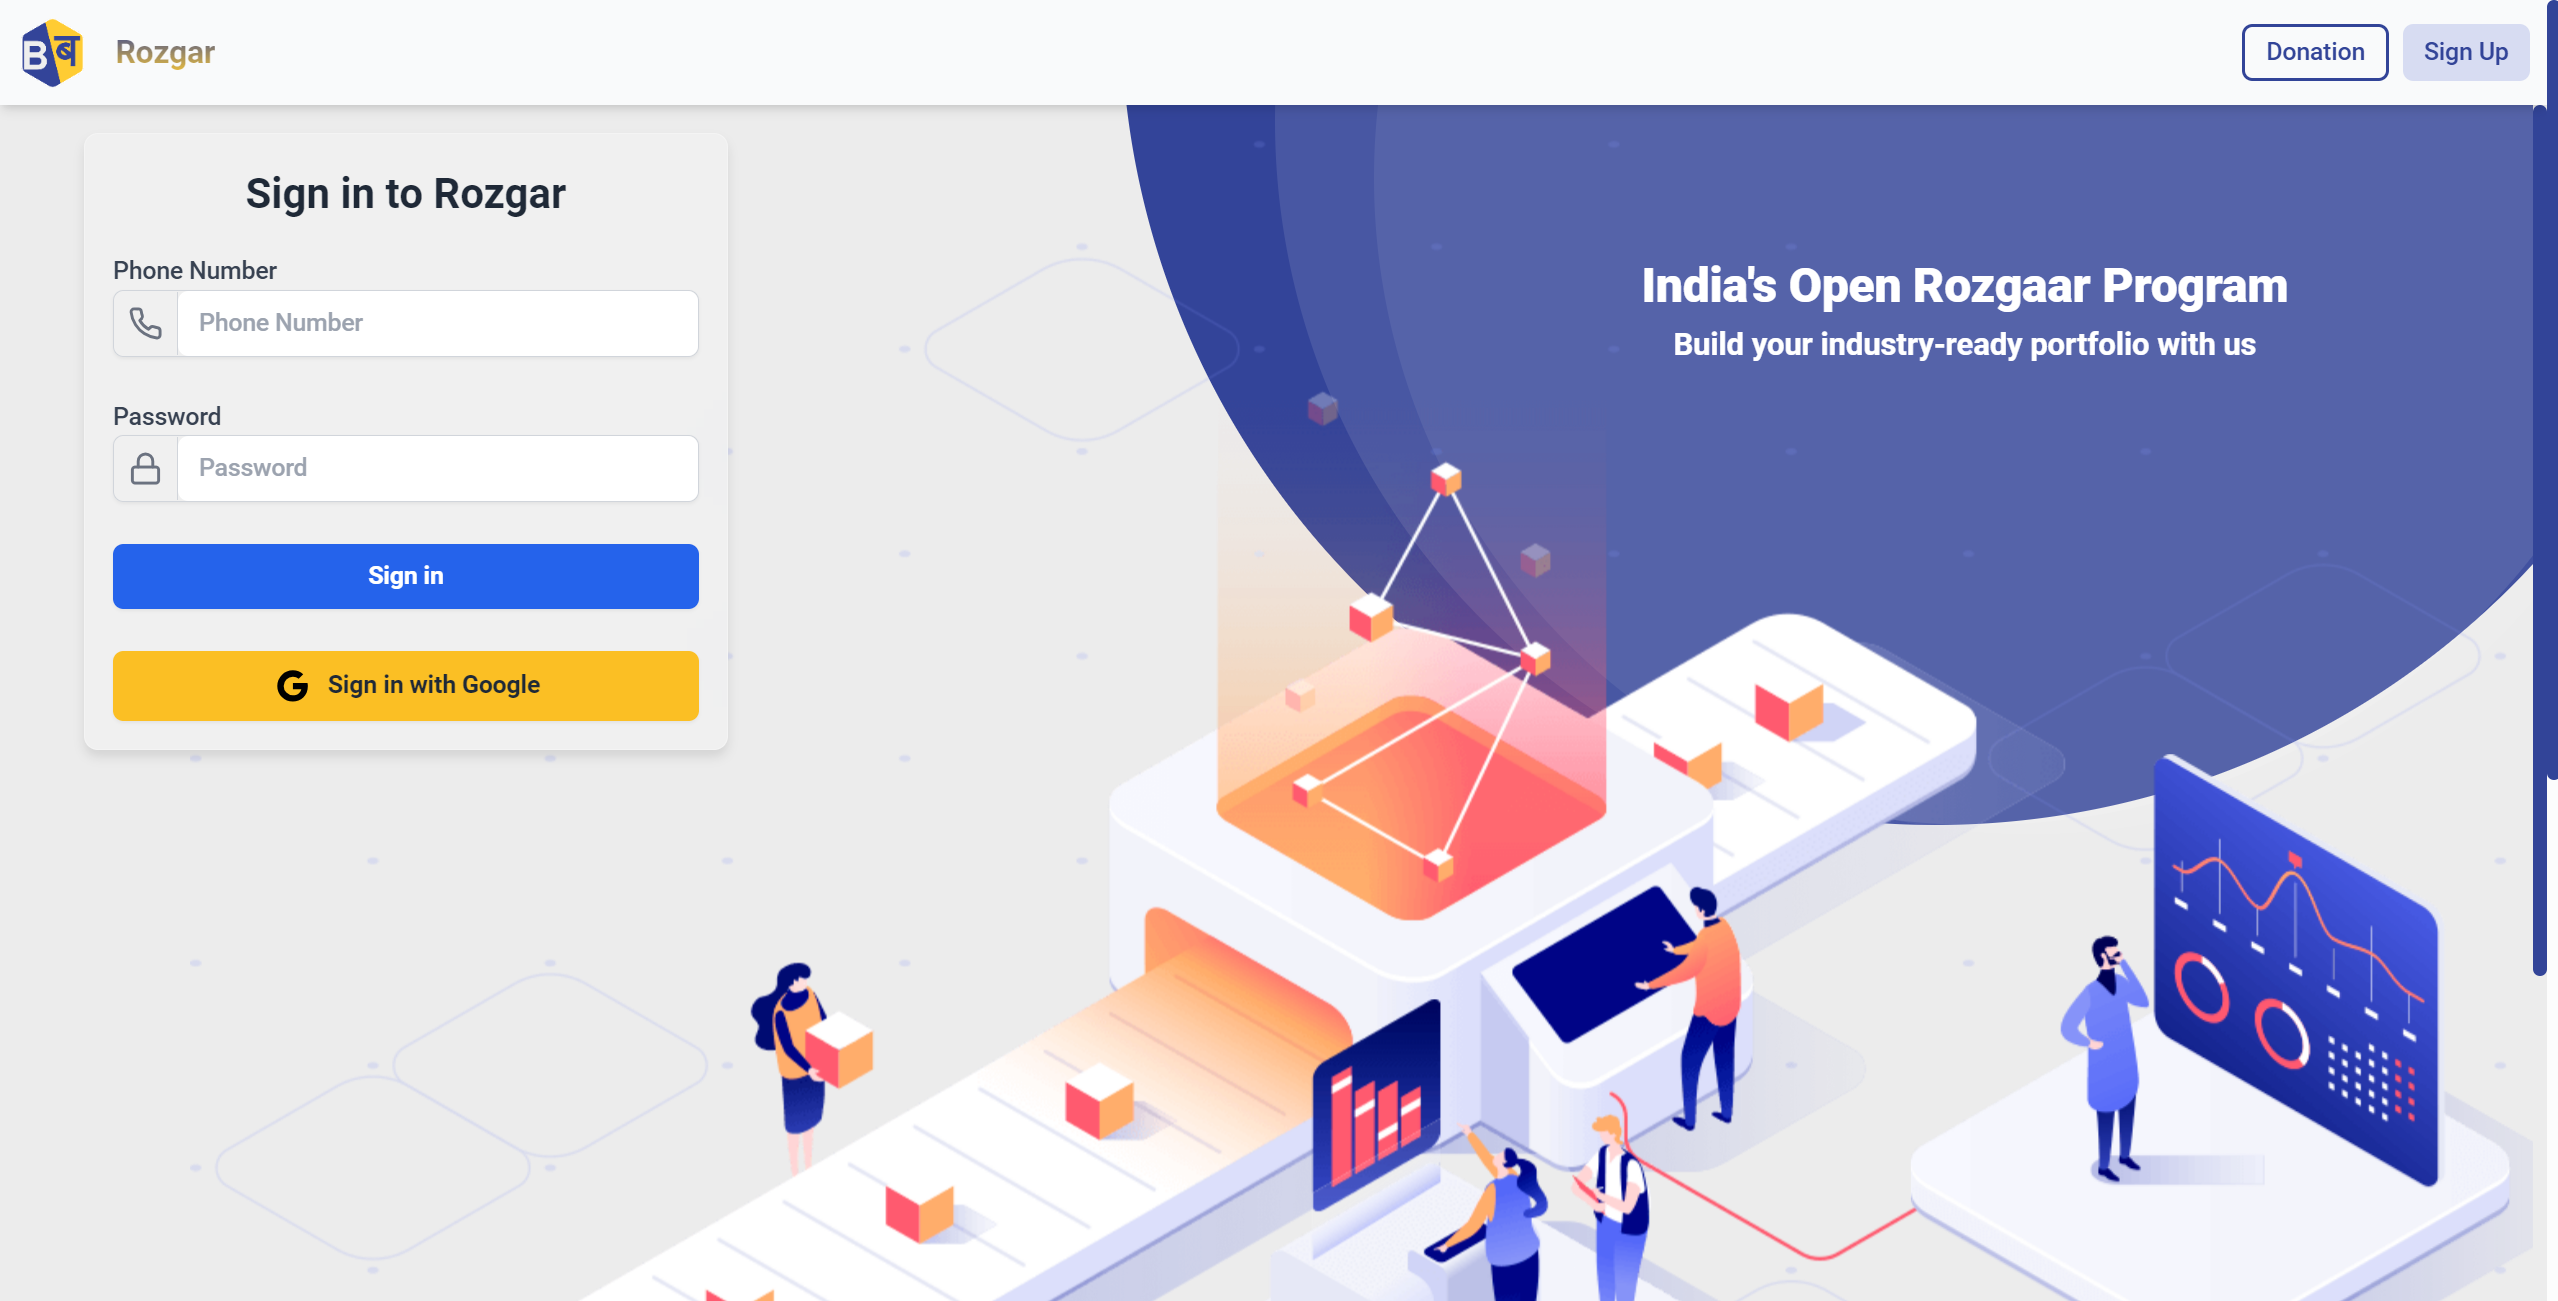 Bब
Rozgar
Donation
Sign Up
Sign in to Rozgar
Phone Number
Phone Number
Password
Password
Sign in
Sign in with Google
India's Open Rozgaar Program
Build your industry-ready portfolio with us